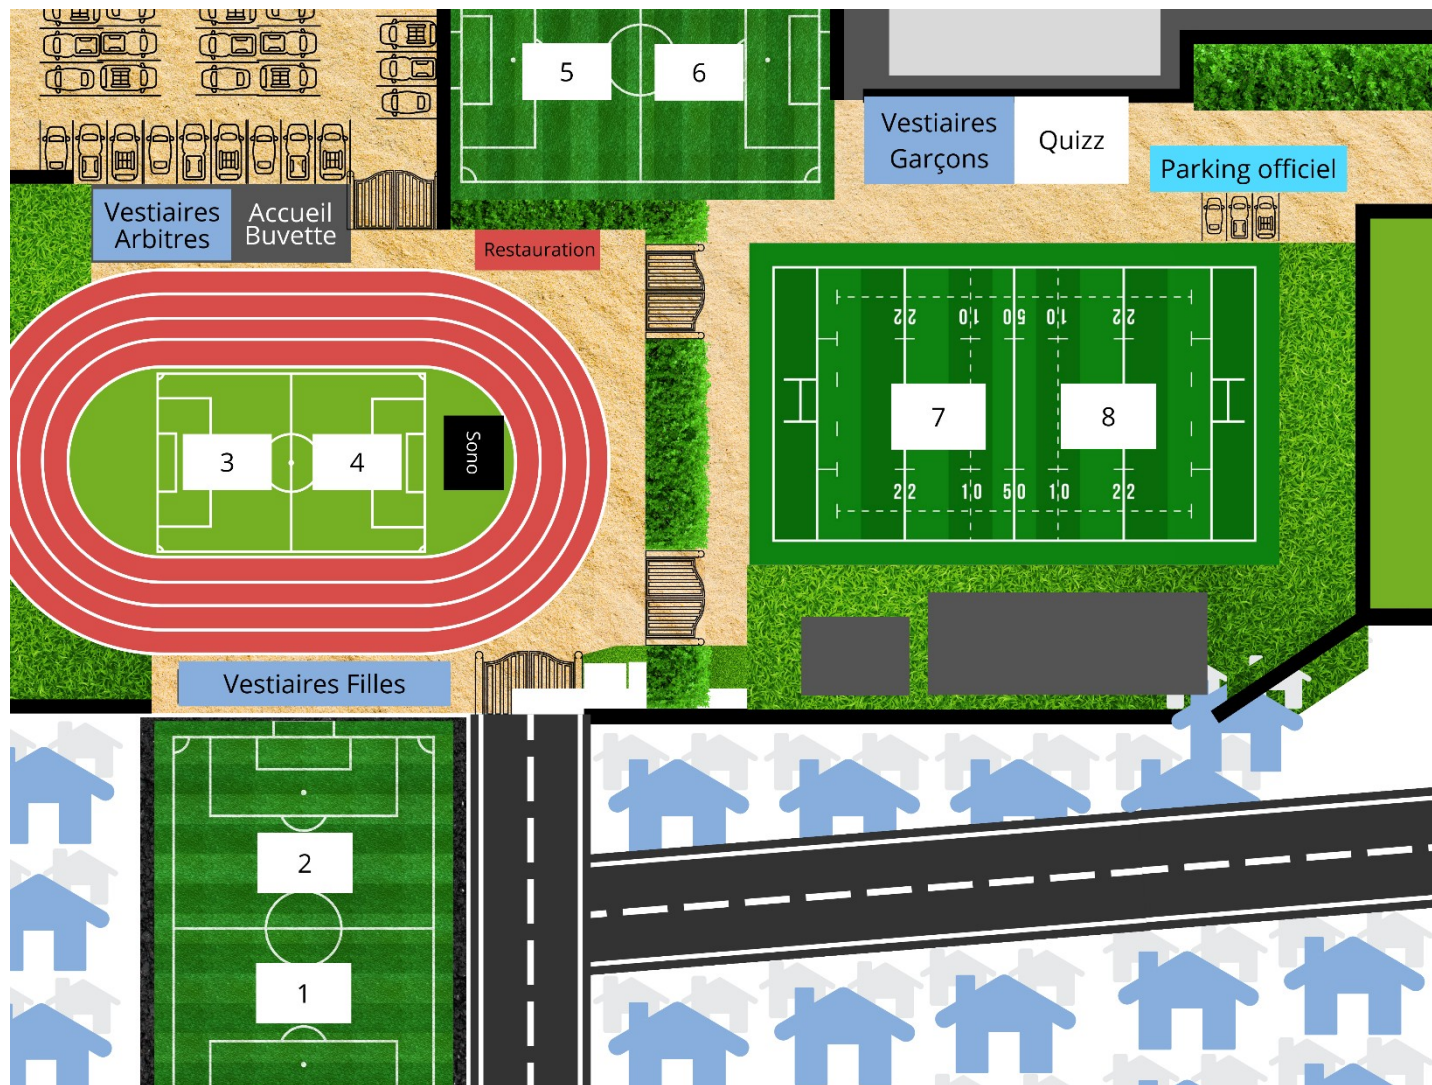 5
6
Vestiaires
Garçons
Quizz
Parking officiel
Vestiaires
Arbitres
Accueil
Buvette
Restauration
22
10
50
10
22
7
8
3
4
Sono
22
10
50
10
22
Vestiaires Filles
2
1